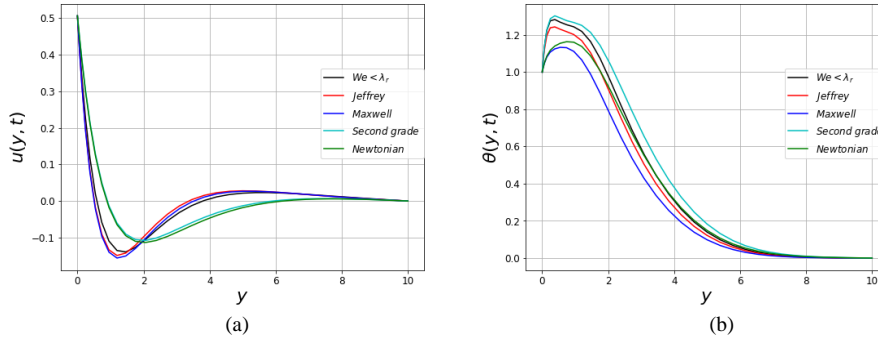 0.5
0.4
0.3
0.2
0.1
0.0
−0.1
u(y, t)
0
2
4
6
8
10
y
We < λr
Jeffrey
Maxwell
Second grade
Newtonian
(a)
1.2
1.0
0.8
0.6
0.4
0.2
0.0
θ(y, t)
0
2
4
6
8
10
y
We < λr
Jeffrey
Maxwell
Second grade
Newtonian
(b)